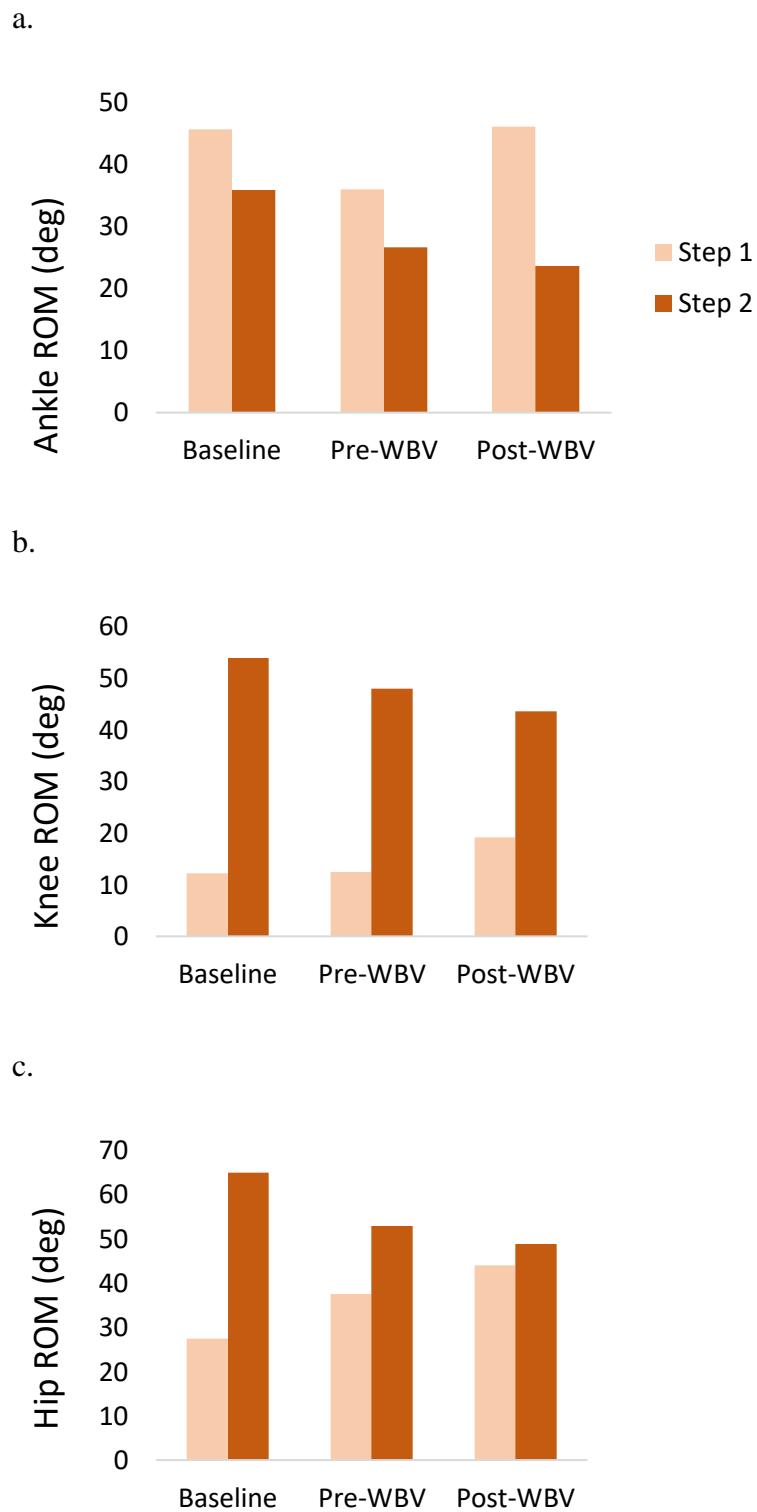 a.
50
40
30
20
10
0
Ankle ROM (deg)
Baseline Pre-WBV Post-WBV
Step 1
Step 2
b.
60
50
40
30
20
10
0
Knee ROM (deg)
Baseline Pre-WBV Post-WBV
c.
70
60
50
40
30
20
10
0
Hip ROM (deg)
Baseline Pre-WBV Post-WBV